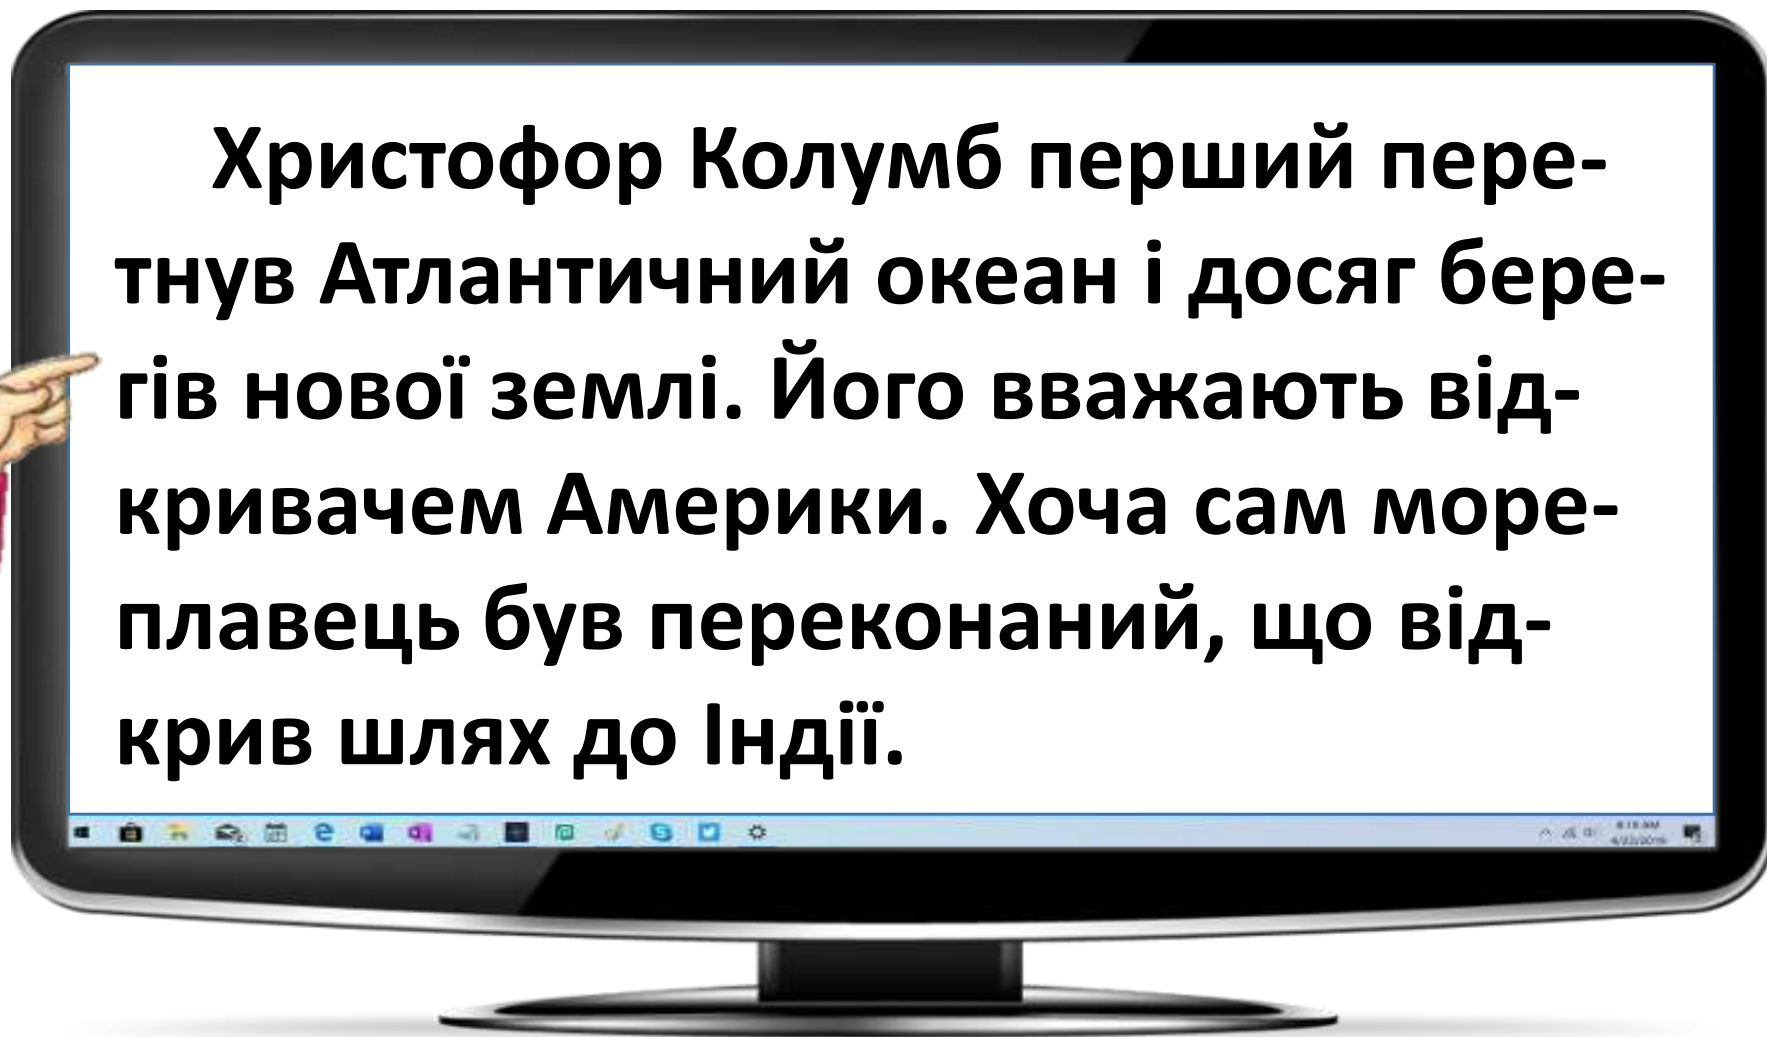 Христофор Колумб перший пере-
тнув Атлантичний океан і досяг бере-
гів нової землі. Його вважають від-
кривачем Америки. Хоча сам море-
плавець був переконаний, що від-
крив шлях до Індії.